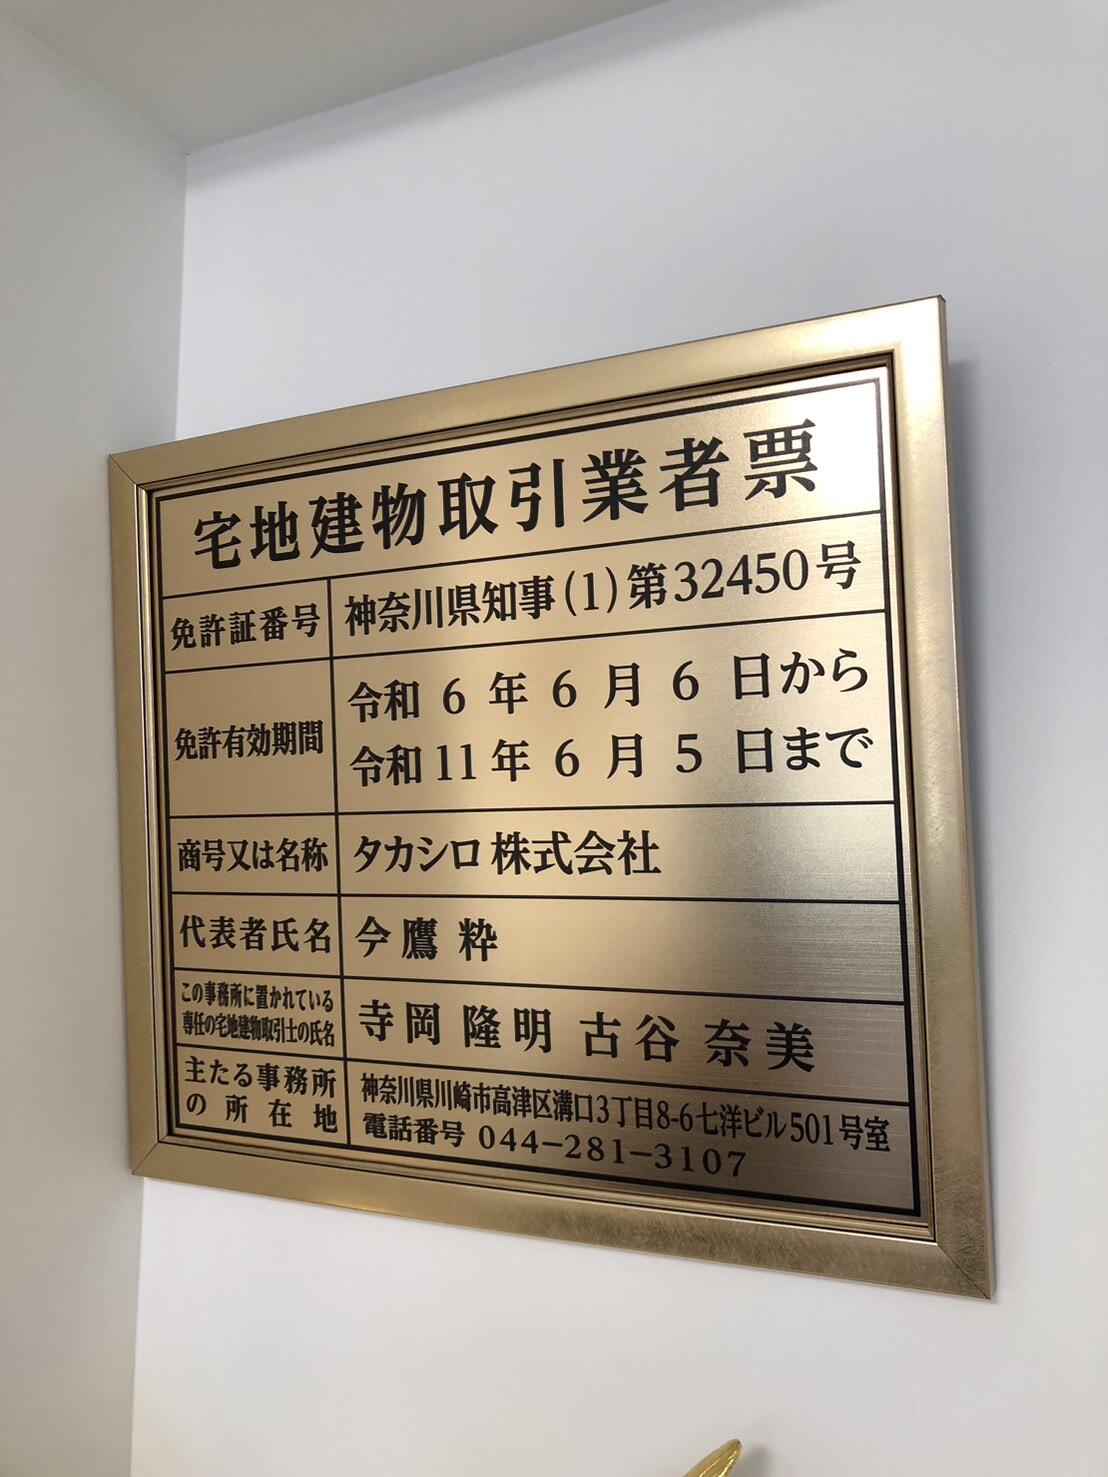 宅地建物取引業者票
免許証番号 神奈川県知事(1)第32450号
免許有効期間 令和 6 年 6 月 6 日から
令和11年 6 月 5 日まで
商号又は名称 タカシロ 株式会社
代表者氏名 今鷹 粋
この事務所に置かれている
専任の宅地建物取引士の氏名 寺岡 隆明 古谷 奈美
主たる事務所
の所在地 神奈川県川崎市高津区溝口3丁目8-6七洋ビル501号室
電話番号 044-281-3107